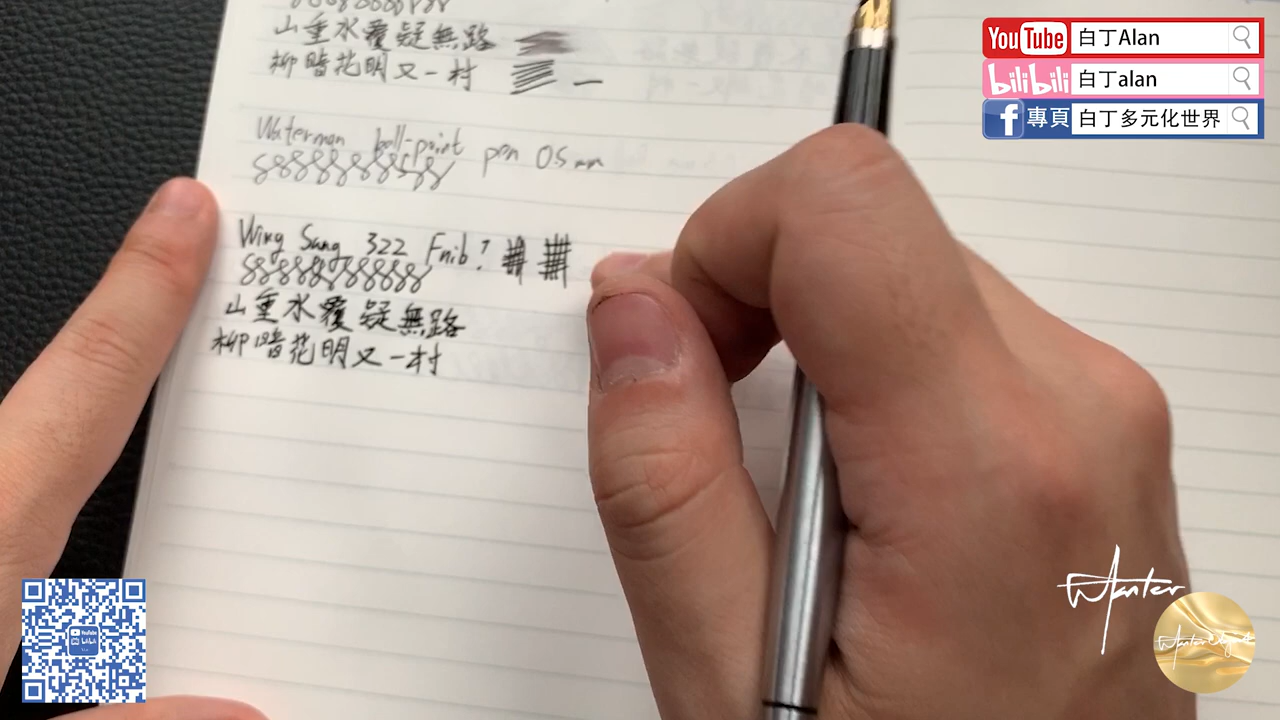 山重水覆疑無路
柳暗花明又一村
Waterman ball-point pen 0.5 mm
Wing Sung 322 F nib?
山重水覆疑無路
柳暗花明又一村
YouTube 白丁Alan
bilibili 白丁alan
f 專頁 白丁多元化世界